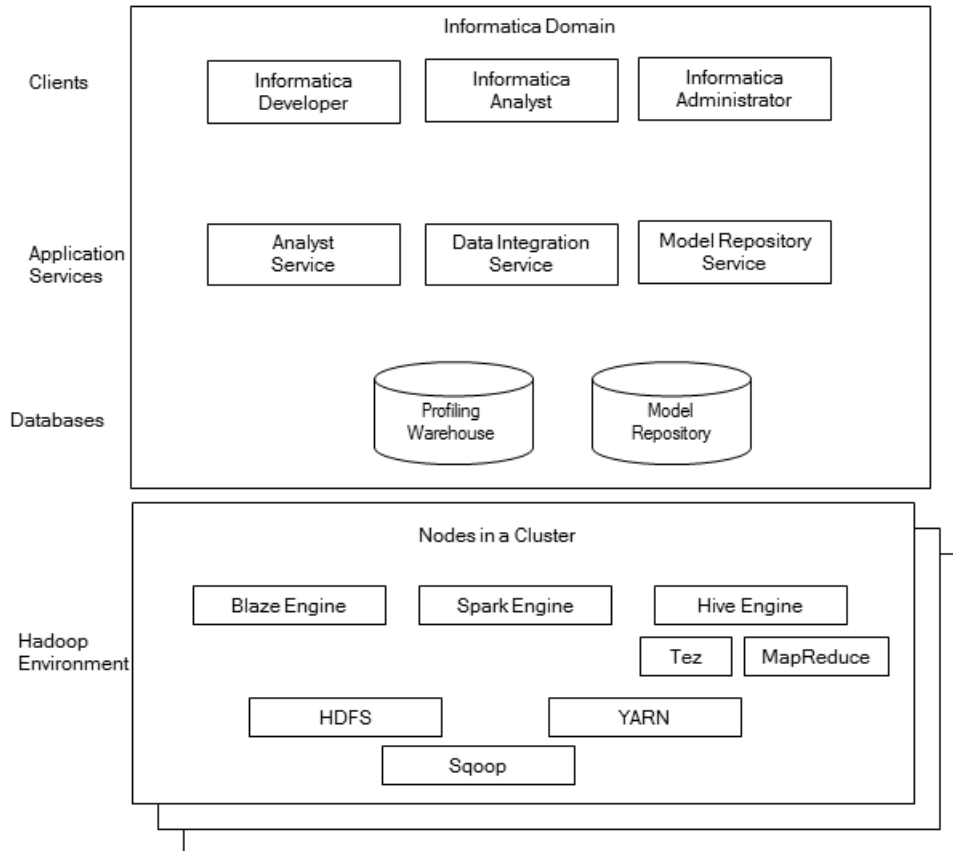 Informatica Domain
Clients
Informatica
Developer
Informatica
Analyst
Informatica
Administrator
Application
Services
Analyst
Service
Data Integration
Service
Model Repository
Service
Databases
Profiling
Warehouse
Model
Repository
Nodes in a Cluster
Hadoop
Environment
Blaze Engine
Spark Engine
Hive Engine
Tez
MapReduce
HDFS
YARN
Sqoop